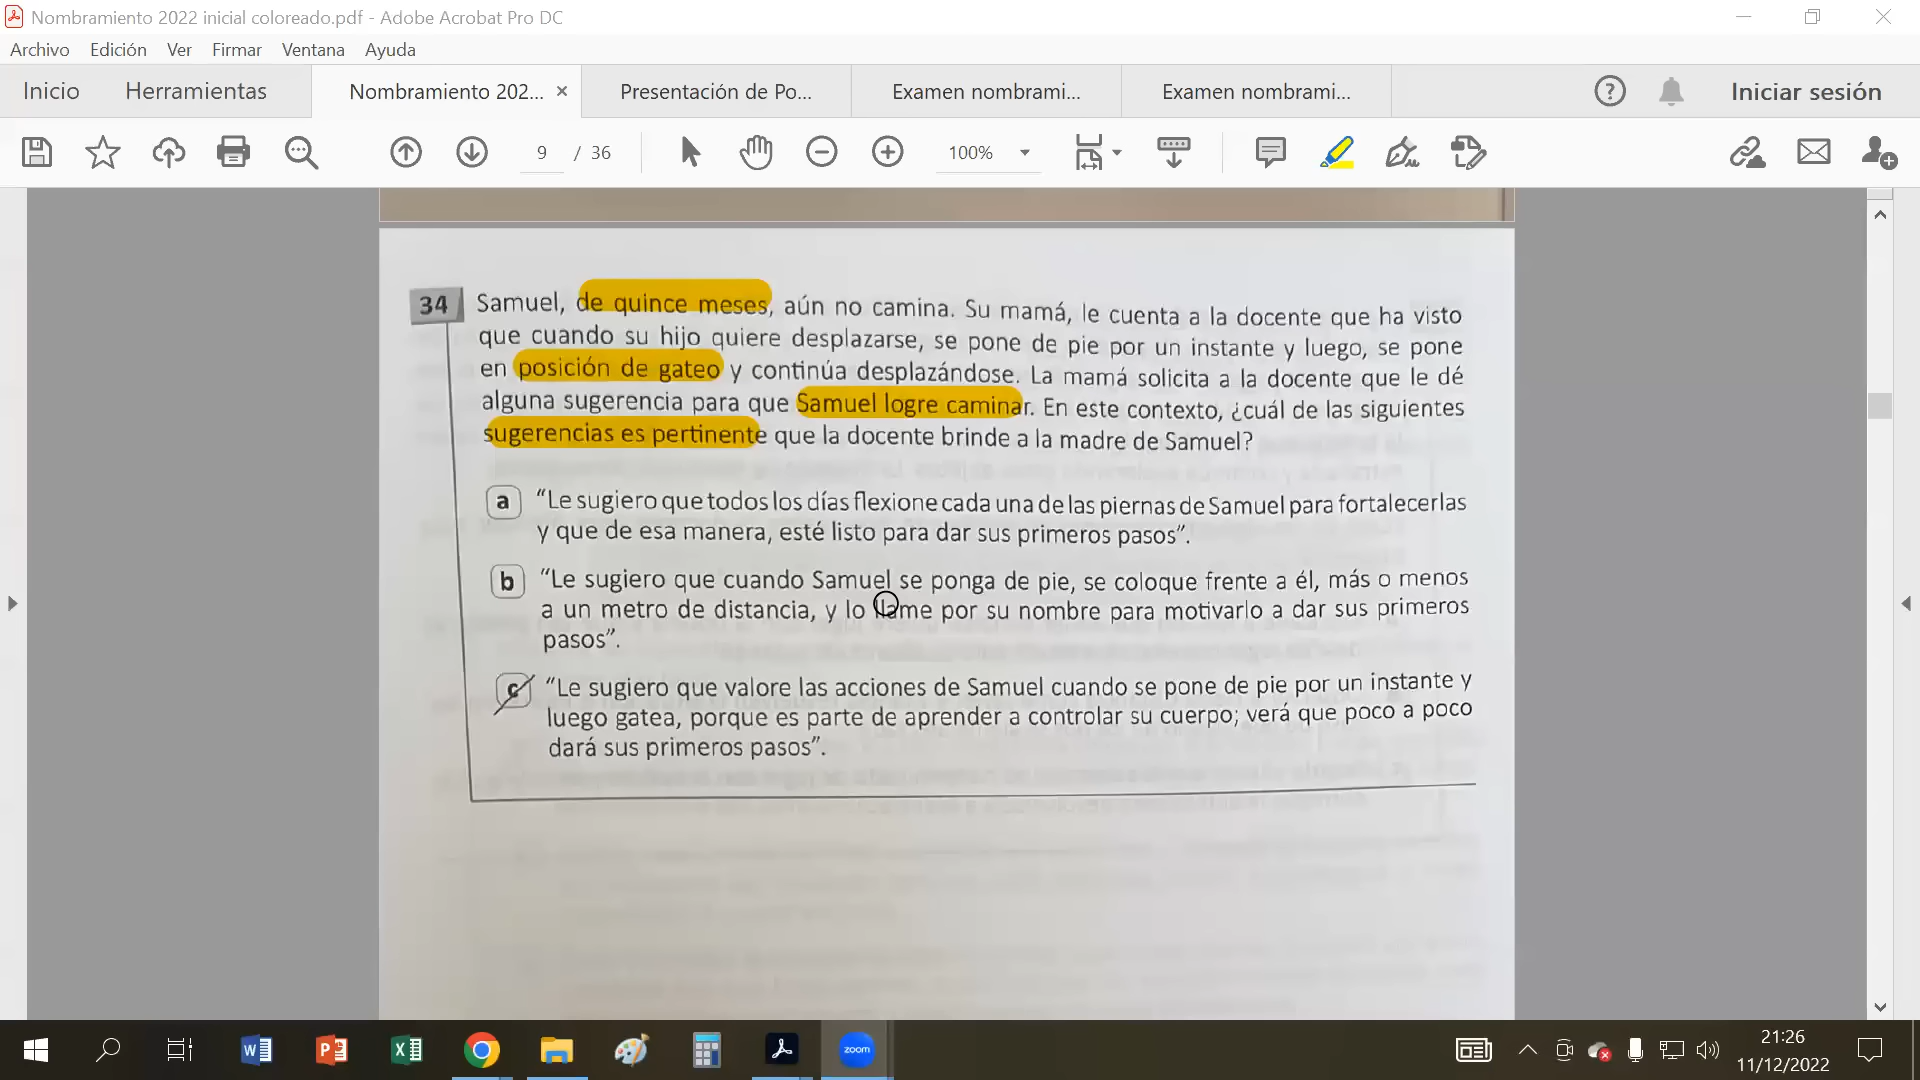 Nombramiento 2022 inicial coloreado.pdf - Adobe Acrobat Pro DC
Archivo Edición Ver Firmar Ventana Ayuda
Inicio Herramientas Nombramiento 202... × Presentación de Po... Examen nombrami... Examen nombrami... Iniciar sesión
9 / 36 100%
34 Samuel, de quince meses, aún no camina. Su mamá, le cuenta a la docente que ha visto
que cuando su hijo quiere desplazarse, se pone de pie por un instante y luego, se pone
en posición de gateo y continúa desplazándose. La mamá solicita a la docente que le dé
alguna sugerencia para que Samuel logre caminar. En este contexto, ¿cuál de las siguientes
sugerencias es pertinente que la docente brinde a la madre de Samuel?
a “Le sugiero que todos los días flexione cada una de las piernas de Samuel para fortalecerlas
y que de esa manera, esté listo para dar sus primeros pasos”.
b “Le sugiero que cuando Samuel se ponga de pie, se coloque frente a él, más o menos
a un metro de distancia, y lo llame por su nombre para motivarlo a dar sus primeros
pasos”.
c “Le sugiero que valore las acciones de Samuel cuando se pone de pie por un instante y
luego gatea, porque es parte de aprender a controlar su cuerpo; verá que poco a poco
dará sus primeros pasos”.
zoom
21:26
11/12/2022